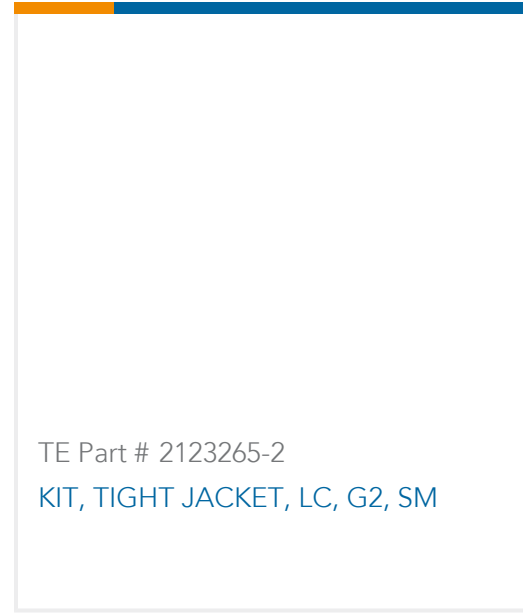 TE Part # 2123265-2
KIT, TIGHT JACKET, LC, G2, SM